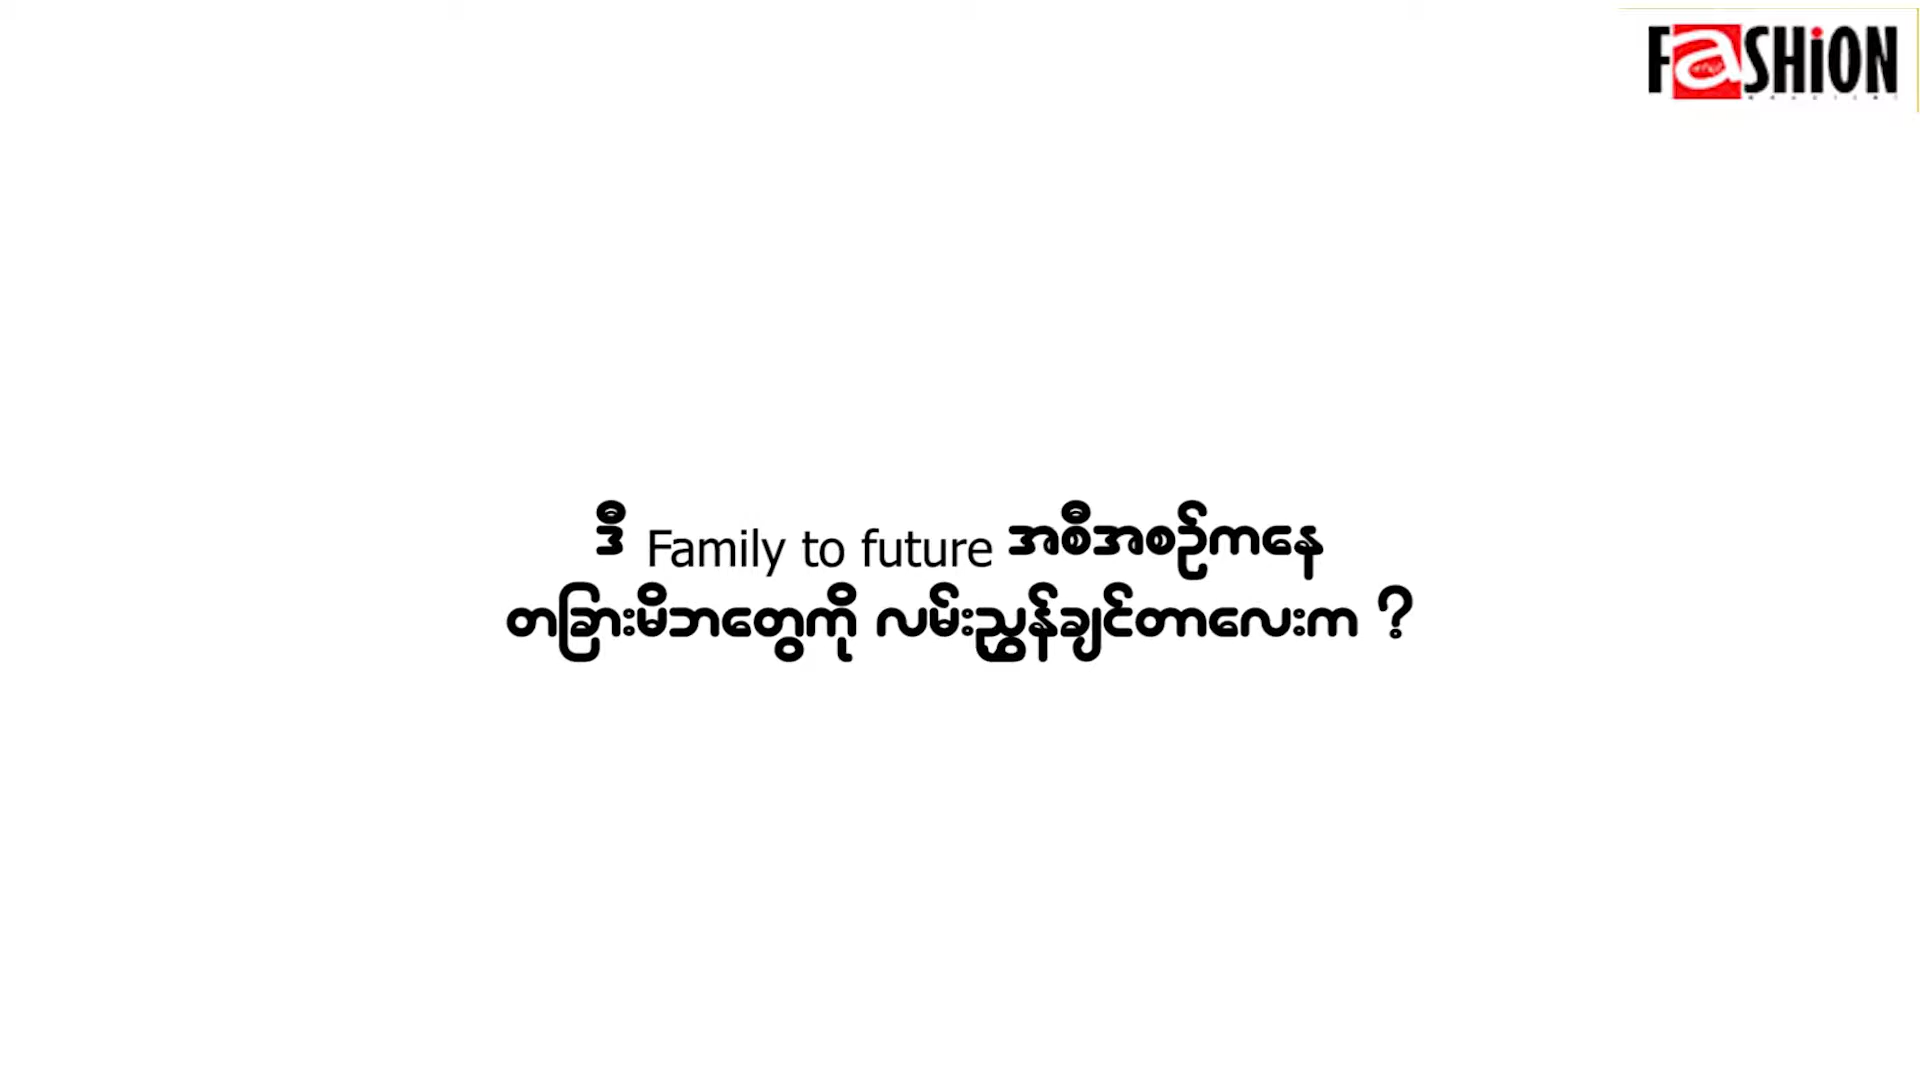 FaSHiON
ဒီ Family to future အစီအစဉ်ကနေ
တခြားမိဘတွေကို လမ်းညွှန်ချင်တာလေးက ?